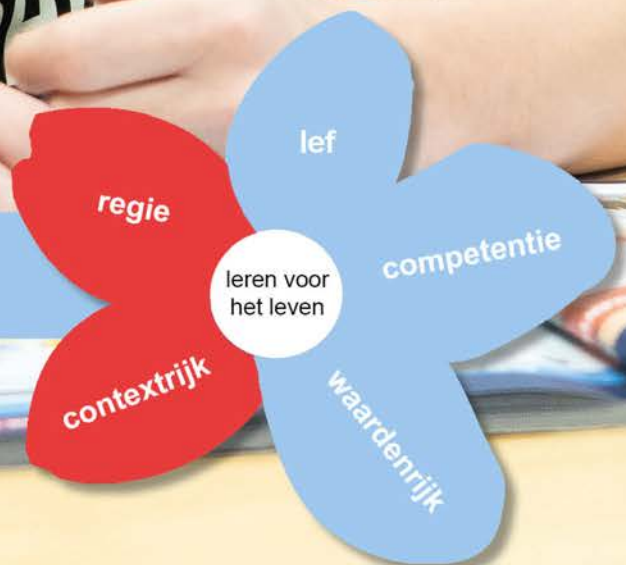 lef
regie
competentie
leren voor
het leven
contextrijk
waardenrijk